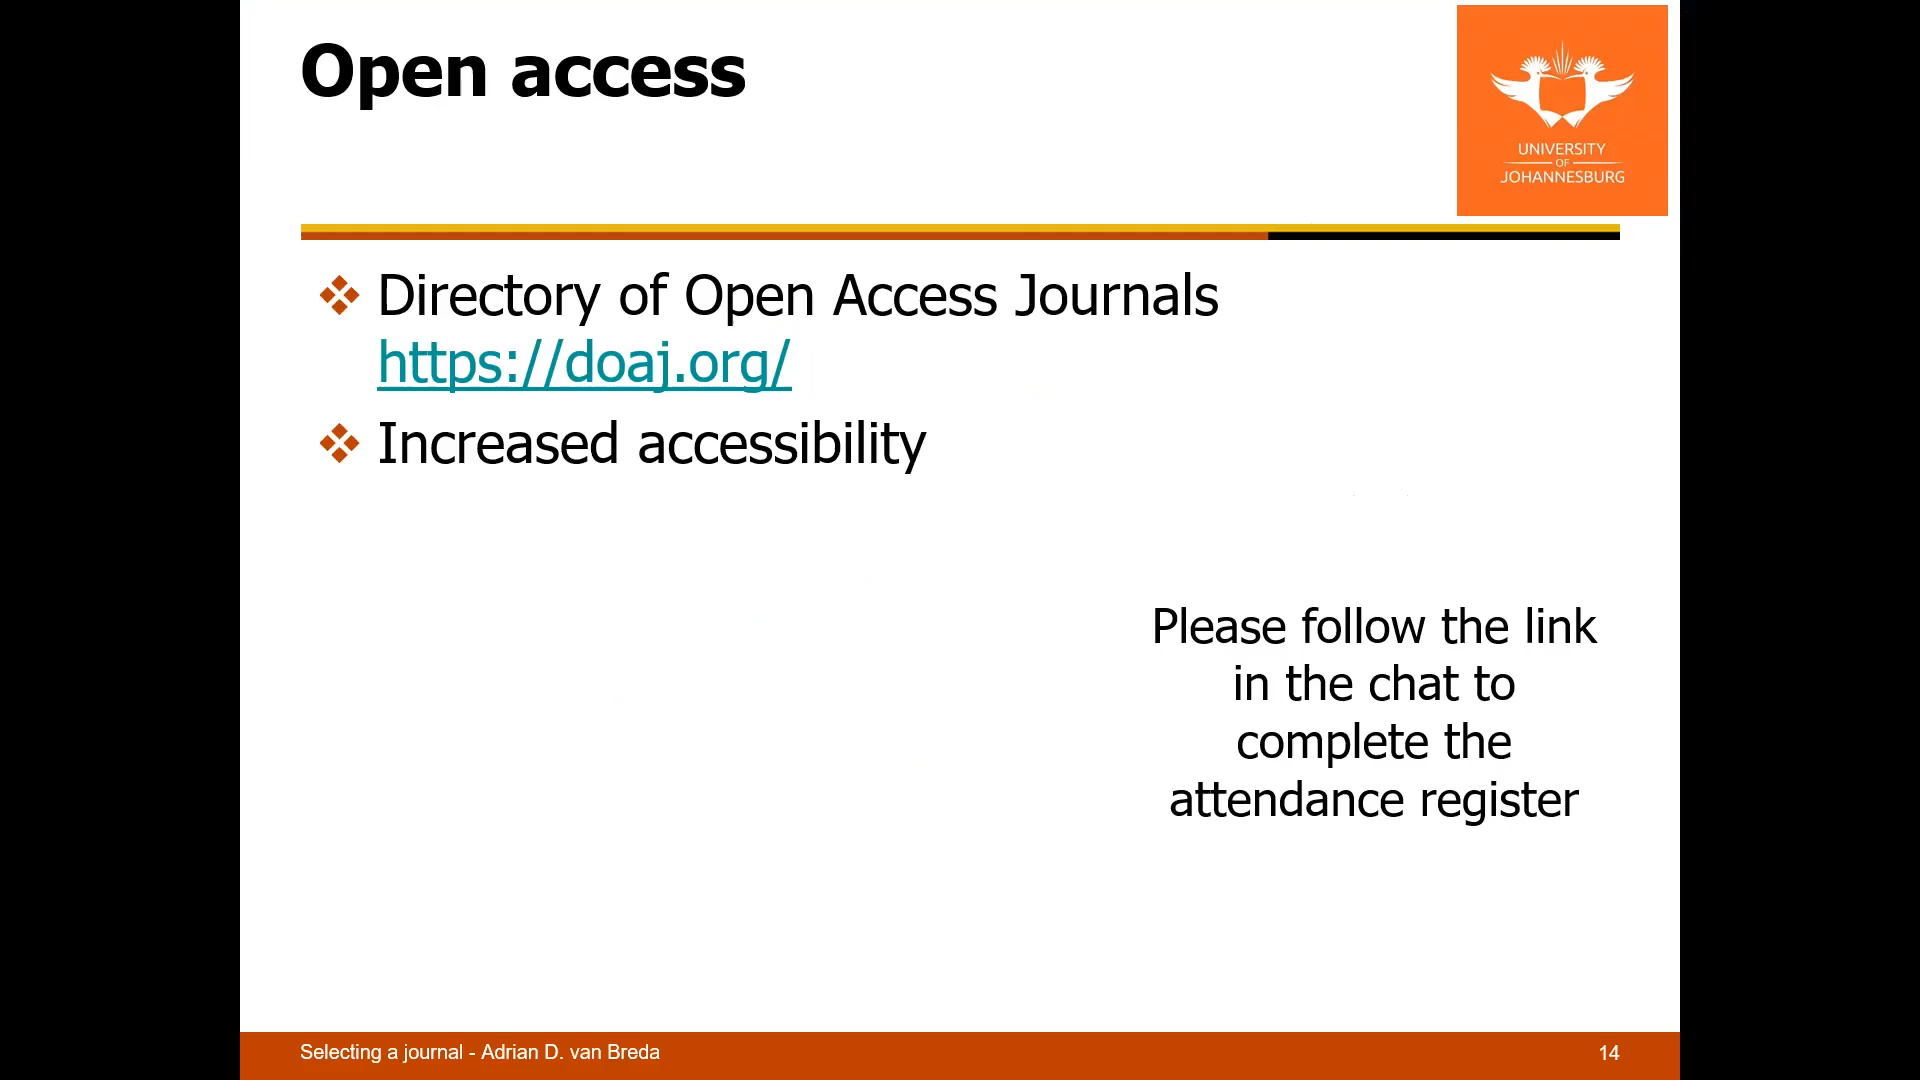 Open access
UNIVERSITY
OF
JOHANNESBURG
Directory of Open Access Journals
https://doaj.org/
Increased accessibility
Please follow the link
in the chat to
complete the
attendance register
Selecting a journal - Adrian D. van Breda
14